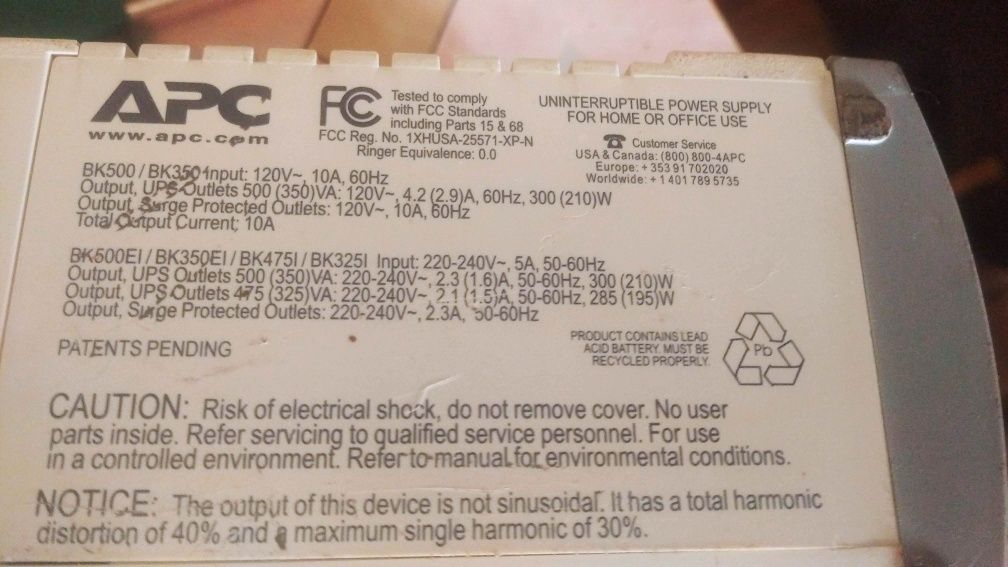 APC
www.apc.com
FC
Tested to comply
with FCC Standards
including Parts 15 & 68
FCC Reg. No. 1XHUSA-25571-XP-N
Ringer Equivalence: 0.0
UNINTERRUPTIBLE POWER SUPPLY
FOR HOME OR OFFICE USE
Customer Service
USA & Canada: (800) 800-4APC
Europe: + 353 91 702020
Worldwide: + 1 401 789 5735
BK500 / BK350 Input: 120V~, 10A, 60Hz
Output, UPS Outlets 500 (350)VA: 120V~, 4.2 (2.9)A, 60Hz, 300 (210)W
Output, Surge Protected Outlets: 120V~, 10A, 60Hz
Total Output Current; 10A
BK500EI / BK350EI / BK475I / BK325I Input: 220-240V~, 5A, 50-60Hz
Output, UPS Outlets 500 (350)VA: 220-240V~, 2.3 (1.6)A, 50-60Hz, 300 (210)W
Output, UPS Outlets 475 (325)VA: 220-240V~, 2.1 (1.5)A, 50-60Hz, 285 (195)W
Output, Surge Protected Outlets: 220-240V~, 2.3A, 50-60Hz
PATENTS PENDING
PRODUCT CONTAINS LEAD
ACID BATTERY. MUST BE
RECYCLED PROPERLY.
Pb
CAUTION: Risk of electrical shock, do not remove cover. No user
parts inside. Refer servicing to qualified service personnel. For use
in a controlled environment. Refer to manual for environmental conditions.
NOTICE: The output of this device is not sinusoidal. It has a total harmonic
distortion of 40% and a maximum single harmonic of 30%.